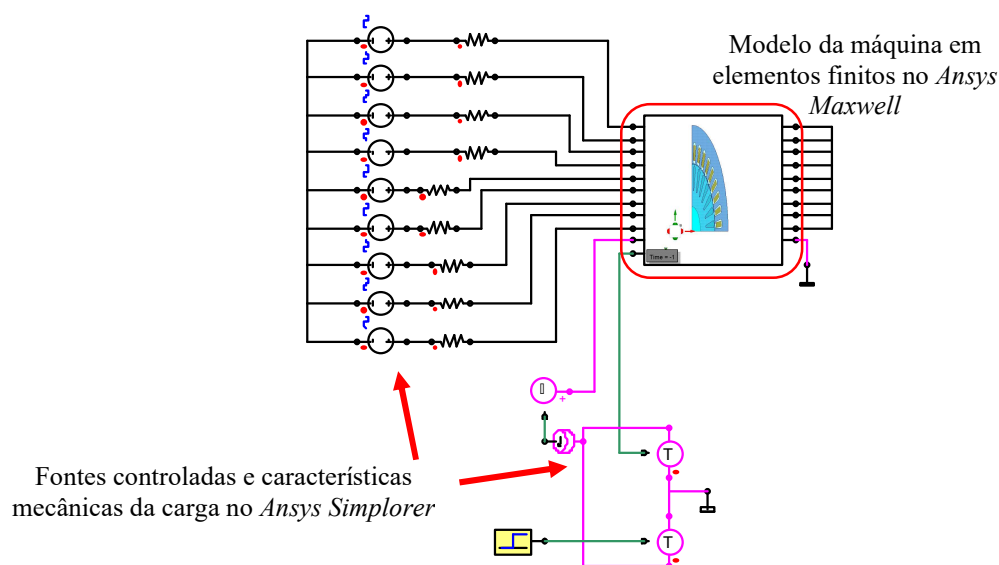 Modelo da máquina em
elementos finitos no Ansys
Maxwell
Time = -1
T
Fontes controladas e características
mecânicas da carga no Ansys Simplorer
T